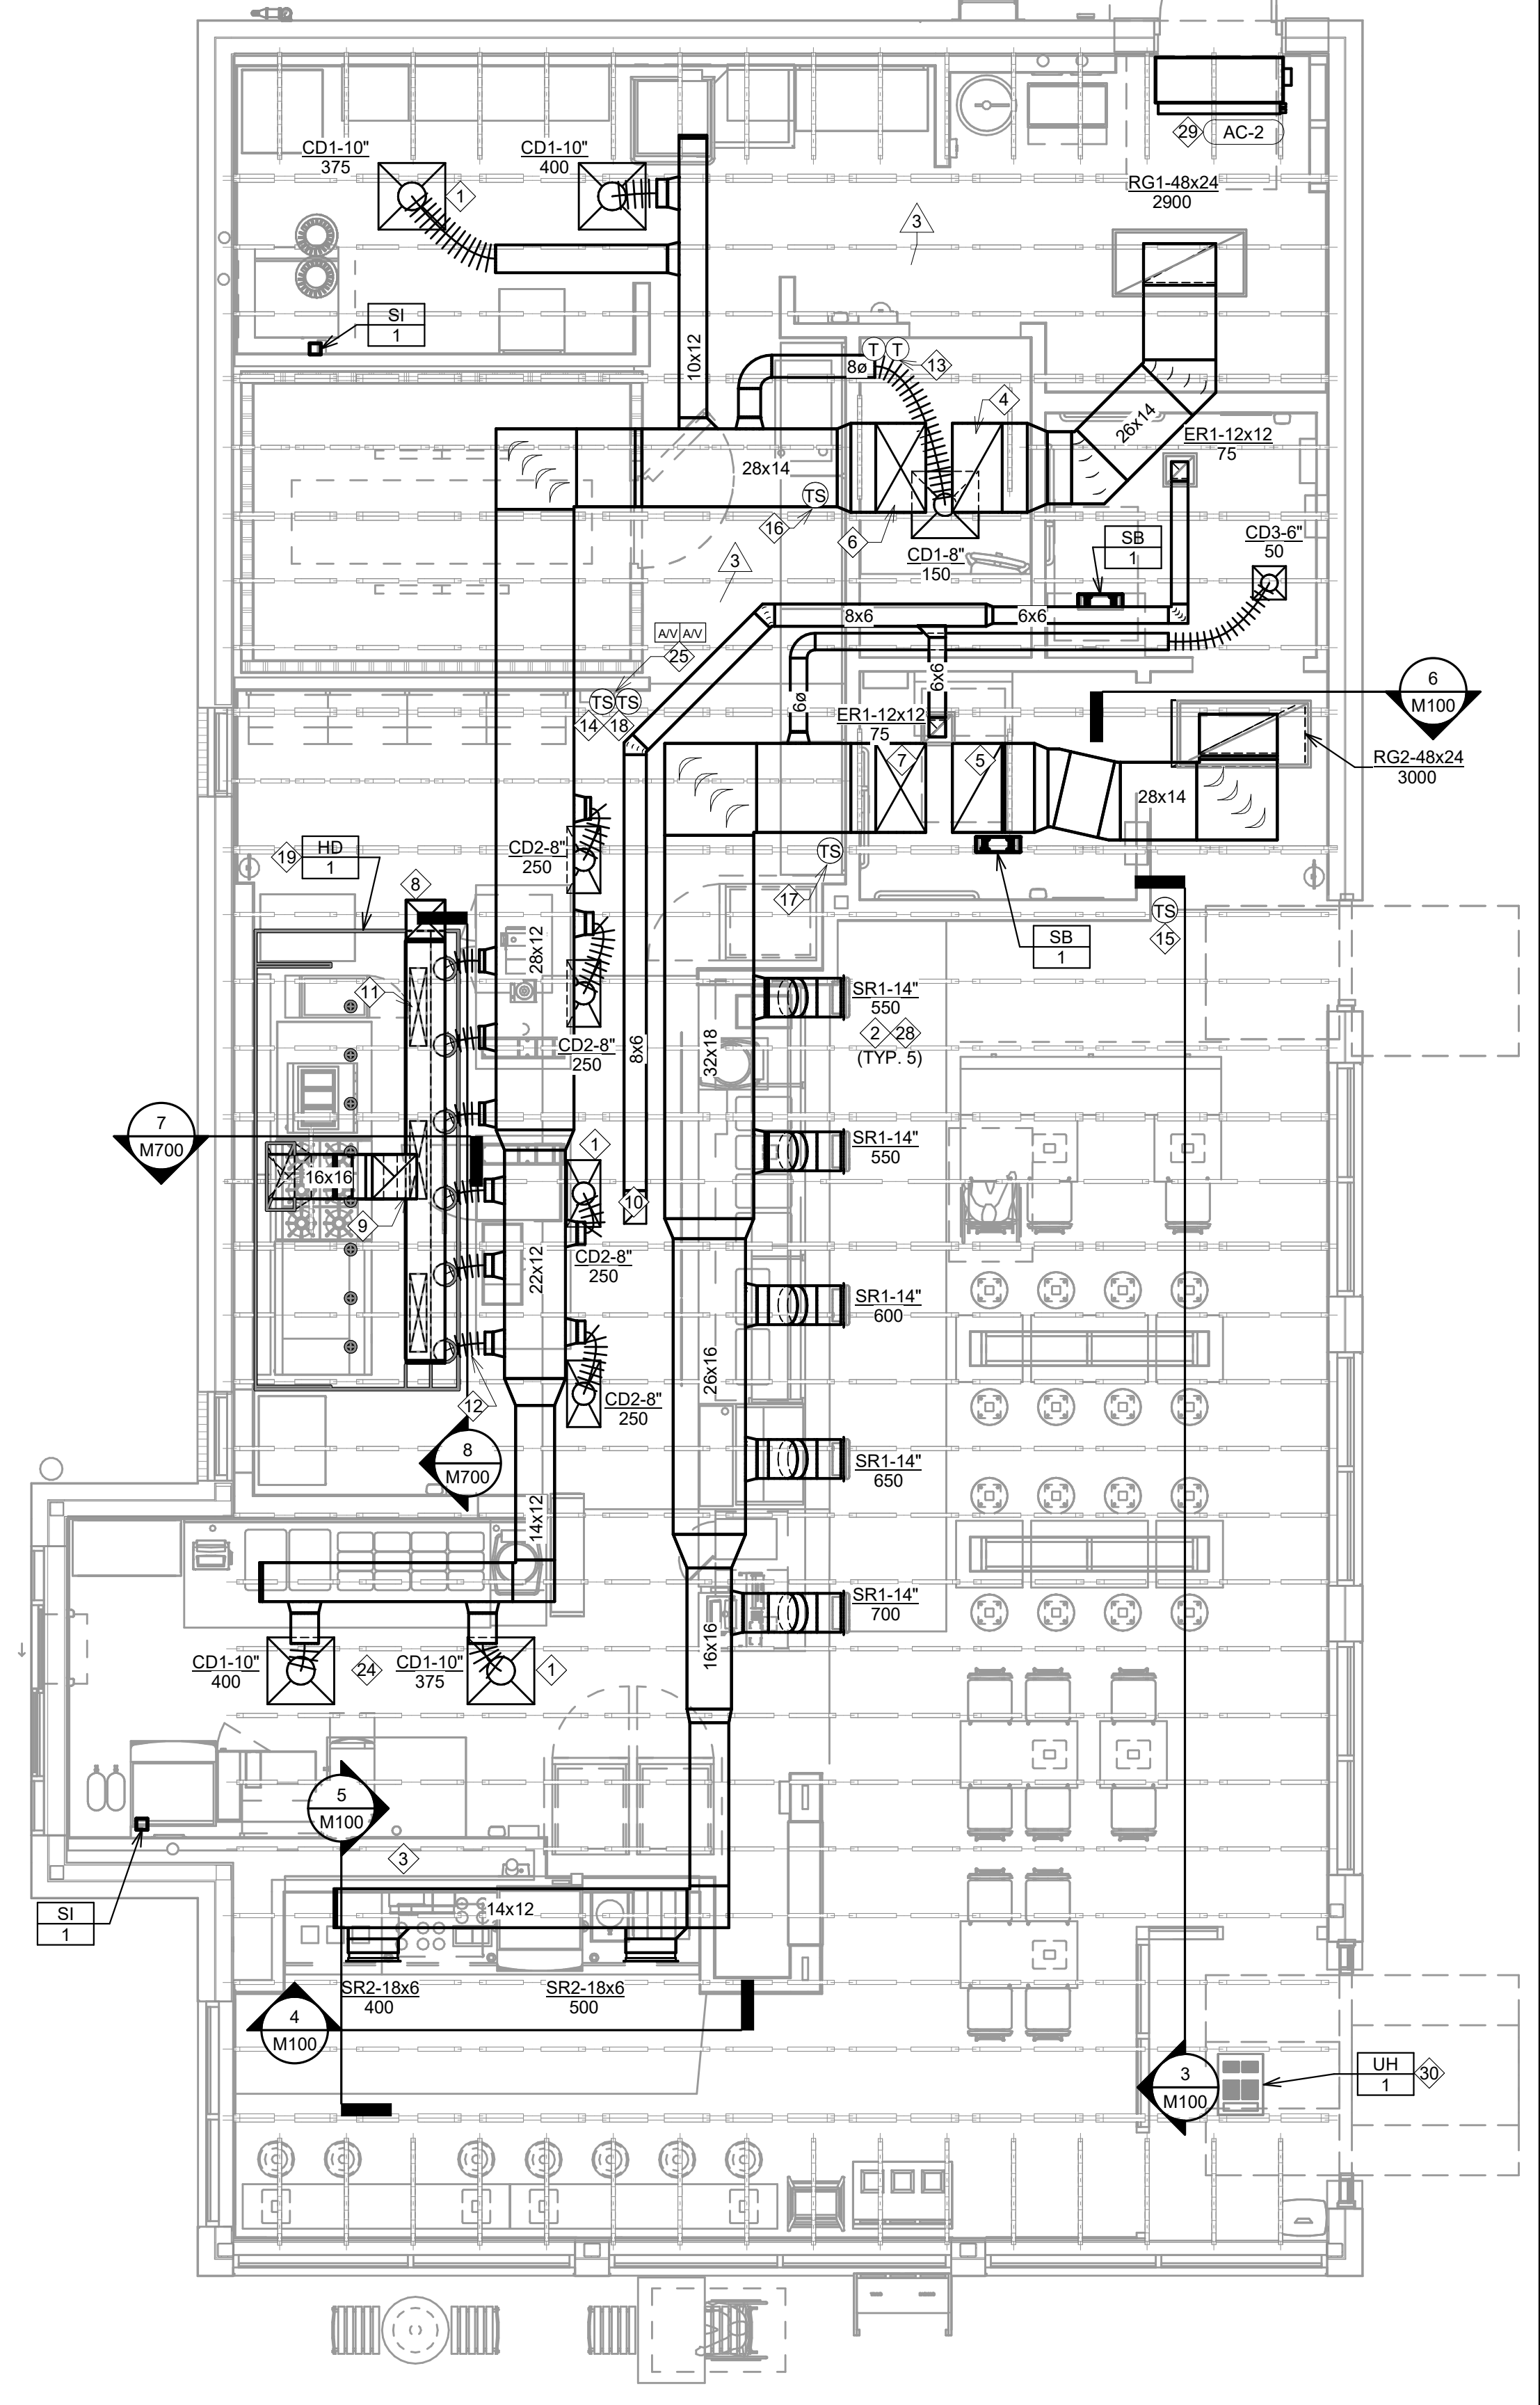 CD1-10"
375
1
CD1-10"
400
29
AC-2
RG1-48x24
2900
3
SI
1
10x12
T
T
13
8ø
4
26x14
ER1-12x12
75
28x14
TS
16
6
CD1-8"
150
SB
1
CD3-6"
50
3
8x6
6x6
A/V
A/V
25
TS
TS
14
18
6ø
6x6
ER1-12x12
75
7
5
28x14
6
M100
RG2-48x24
3000
CD2-8"
250
HD
1
19
8
TS
17
TS
15
SB
1
28x12
11
SR1-14"
550
2
28
(TYP. 5)
CD2-8"
250
8x6
32x18
7
M700
1
SR1-14"
550
16x16
10
9
22x12
CD2-8"
250
SR1-14"
600
26x16
12
CD2-8"
250
8
M700
SR1-14"
650
14x12
SR1-14"
700
16x16
CD1-10"
400
24
CD1-10"
375
1
5
M100
3
SI
1
14x12
SR2-18x6
400
SR2-18x6
500
4
M100
3
M100
UH
1
30